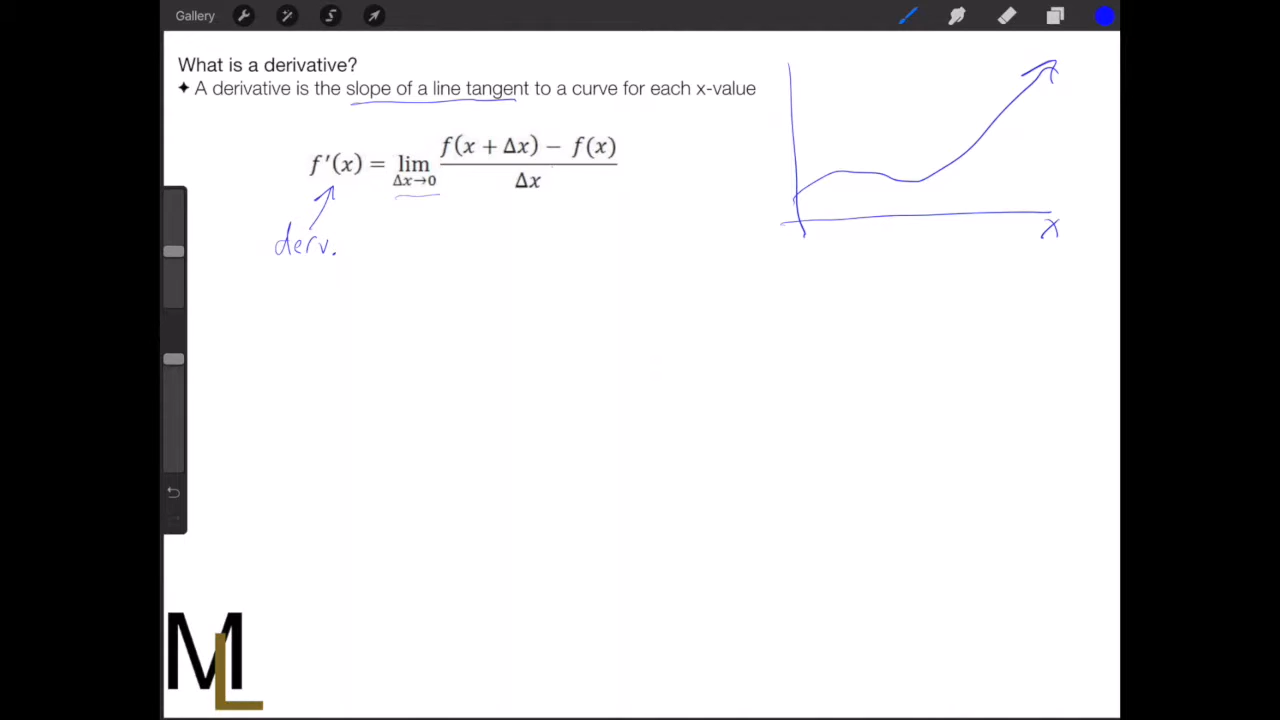 Gallery
What is a derivative?
✦ A derivative is the slope of a line tangent to a curve for each x-value
f'(x) = lim Δx→0 f(x + Δx) − f(x) / Δx
derv.
x
ML